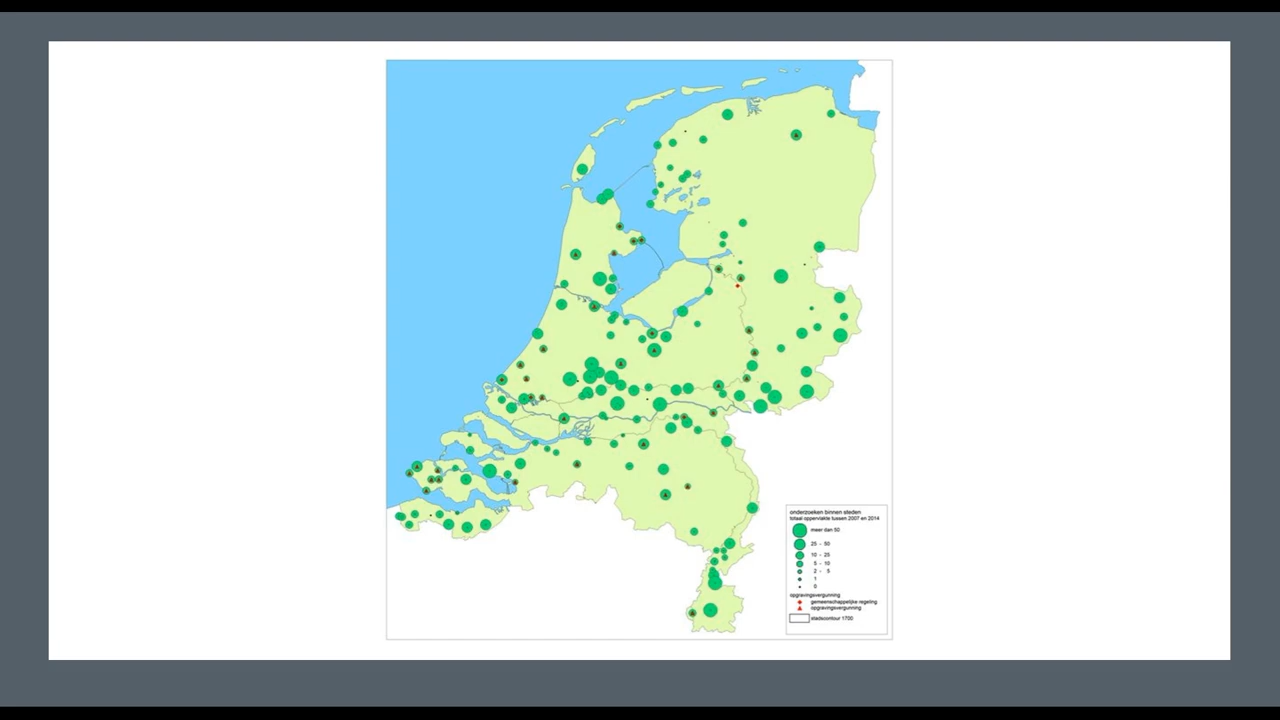 onderzoeken binnen steden
totaal oppervlakte tussen 2007 en 2014
meer dan 50
25 - 50
10 - 25
5 - 10
2 - 5
1
0
opgravingsvergunning
gemeenschappelijke regeling
opgravingsvergunning
stadscontour 1700